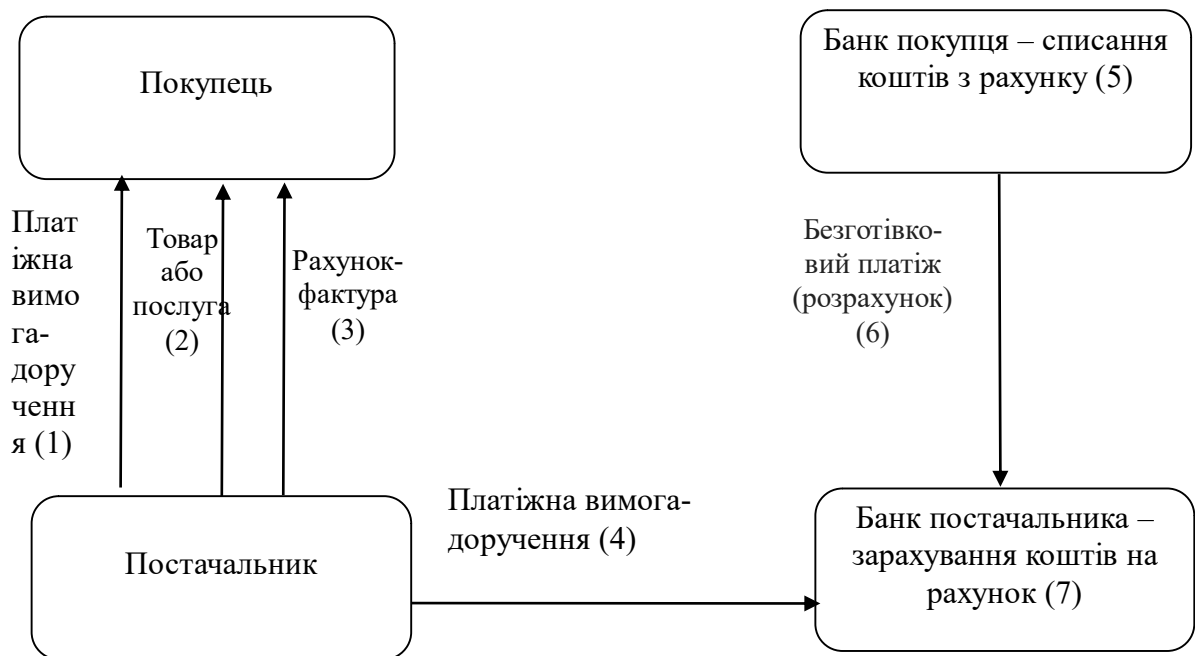 Покупець
Банк покупця – списання
коштів з рахунку (5)
Плат
іжна
вимо
га-
дору
ченн
я (1)
Товар
або
послуга
(2)
Рахунок-
фактура
(3)
Безготівко-
вий платіж
(розрахунок)
(6)
Постачальник
Платіжна вимога-
доручення (4)
Банк постачальника –
зарахування коштів на
рахунок (7)